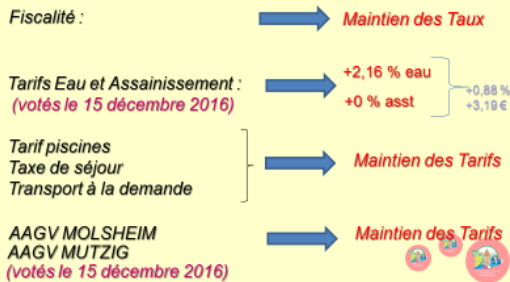 Fiscalité :
Maintien des Taux
Tarifs Eau et Assainissement :
(votés le 15 décembre 2016)
+2,16 % eau
+0 % asst
+0,88 %
+3,19 €
Tarif piscines
Taxe de séjour
Transport à la demande
Maintien des Tarifs
AAGV MOLSHEIM
AAGV MUTZIG
(votés le 15 décembre 2016)
Maintien des Tarifs